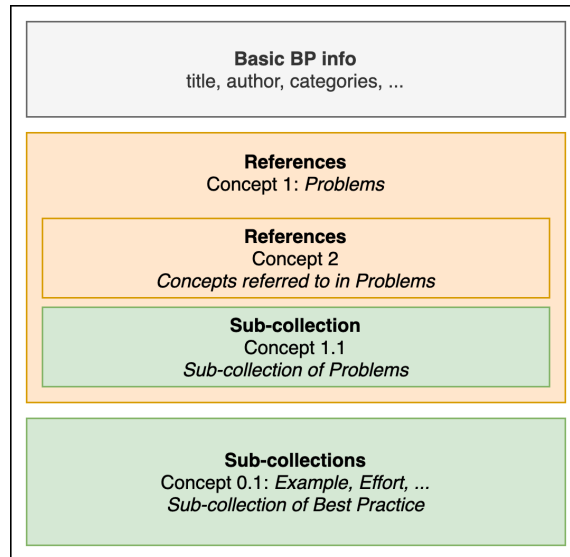 Basic BP info
title, author, categories, ...
References
Concept 1: Problems
References
Concept 2
Concepts referred to in Problems
Sub-collection
Concept 1.1
Sub-collection of Problems
Sub-collections
Concept 0.1: Example, Effort, ...
Sub-collection of Best Practice